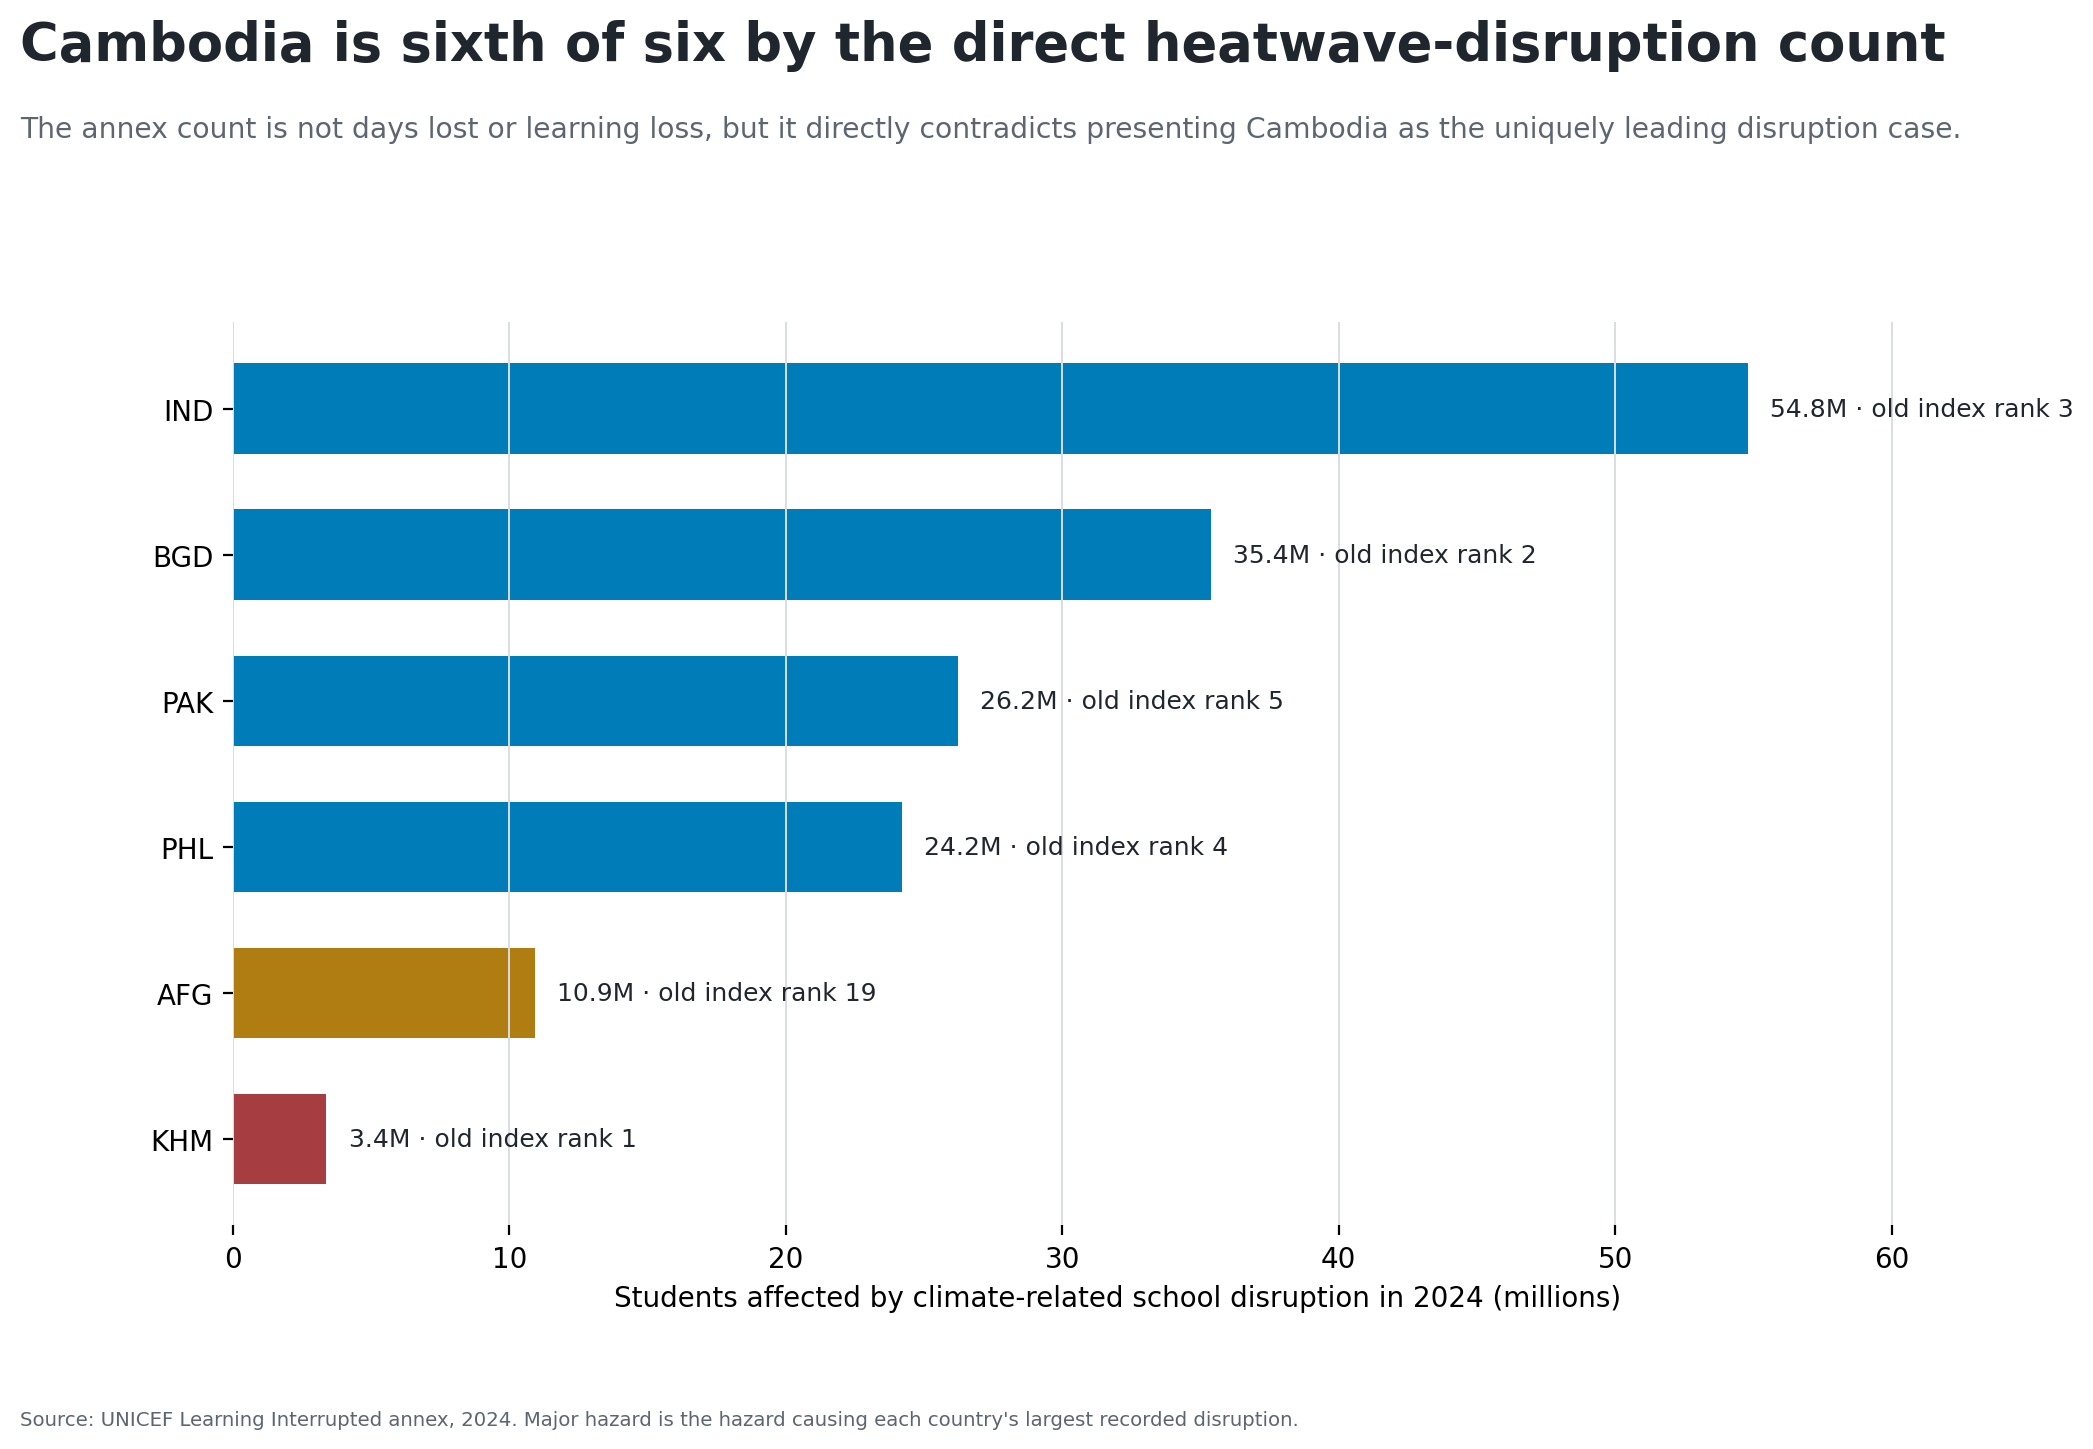 Cambodia is sixth of six by the direct heatwave-disruption count
The annex count is not days lost or learning loss, but it directly contradicts presenting Cambodia as the uniquely leading disruption case.
IND
54.8M · old index rank 3
BGD
35.4M · old index rank 2
PAK
26.2M · old index rank 5
PHL
24.2M · old index rank 4
AFG
10.9M · old index rank 19
KHM
3.4M · old index rank 1
0 10 20 30 40 50 60
Students affected by climate-related school disruption in 2024 (millions)
Source: UNICEF Learning Interrupted annex, 2024. Major hazard is the hazard causing each country's largest recorded disruption.